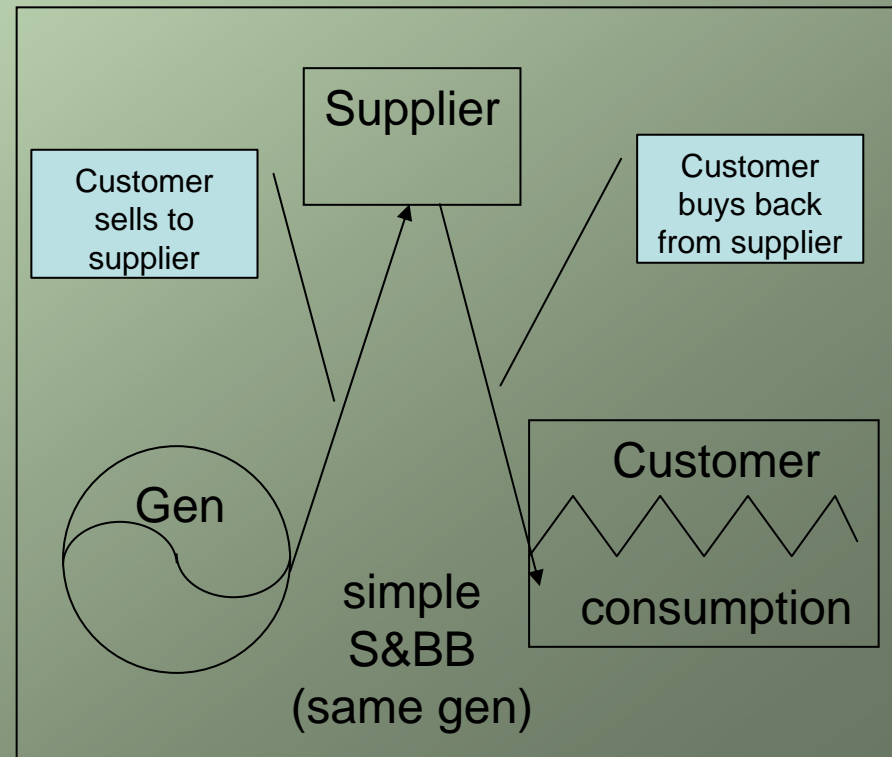 Supplier
Customer
sells to
supplier
Customer
buys back
from supplier
Gen
Customer
consumption
simple
S&BB
(same gen)